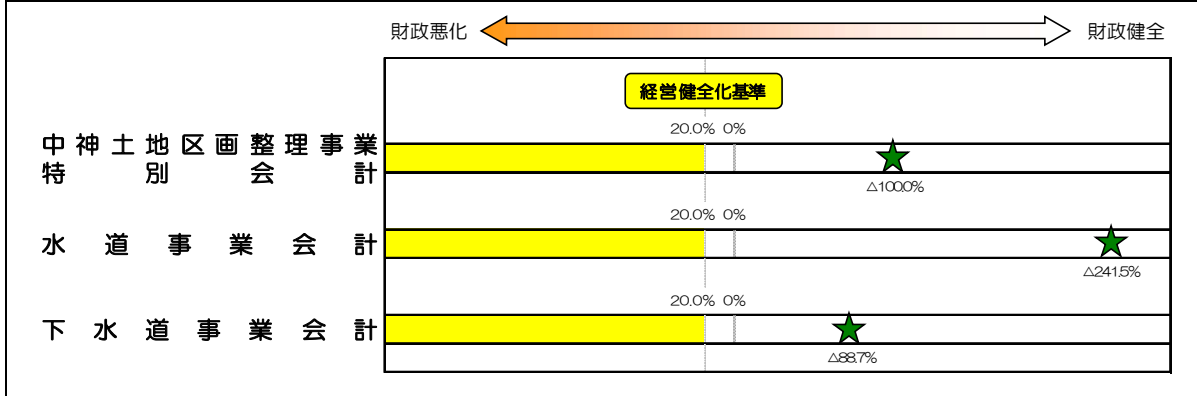 財政悪化 財政健全
経営健全化基準
20.0% 0%
中神土地区画整理事業
特別会計
△100.0%
20.0% 0%
水道事業会計
△241.5%
20.0% 0%
下水道事業会計
△88.7%